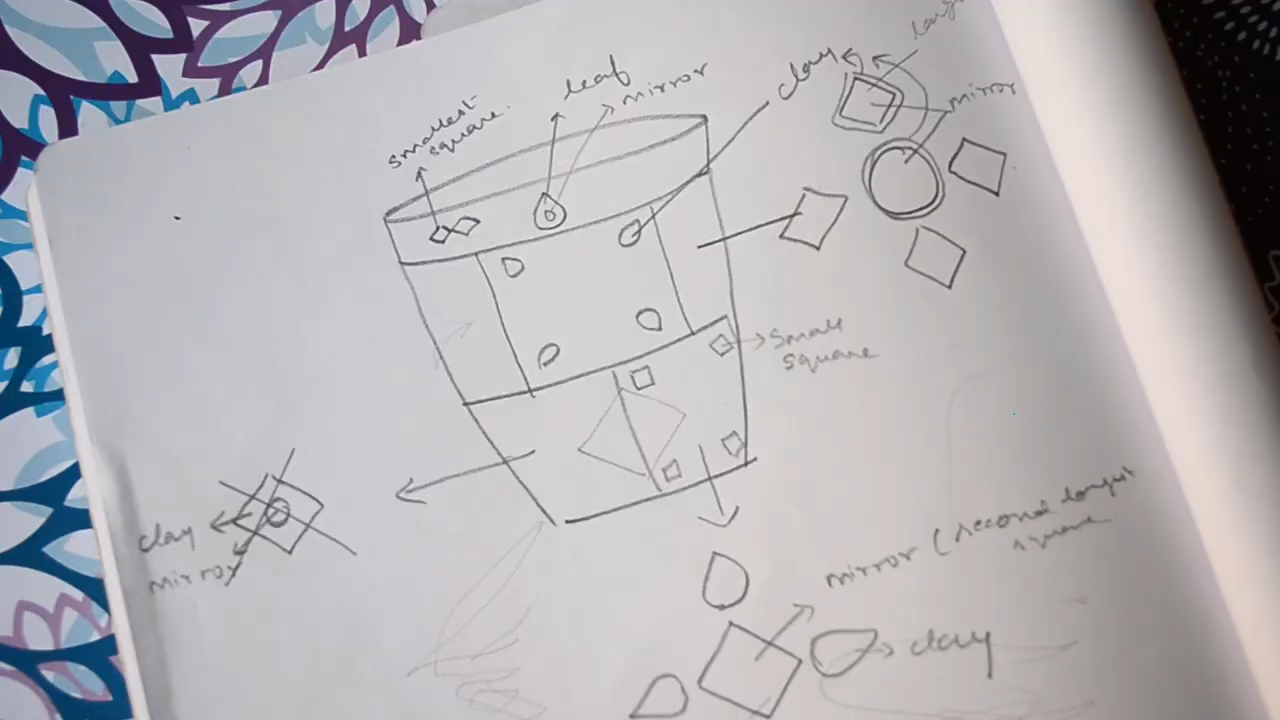 leaf
mirror
smallest
square.
clay
mirror
small
square
clay
mirror
mirror (second longest
square
clay